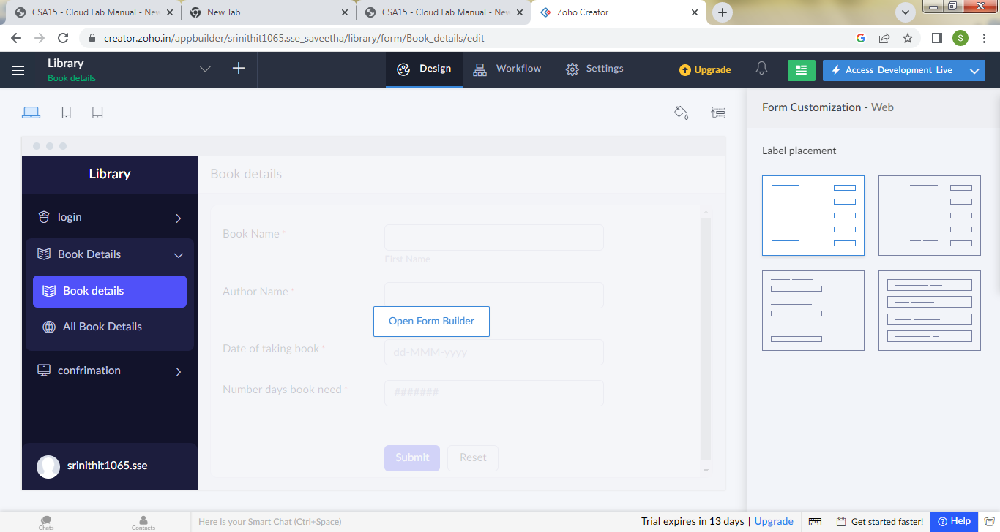 CSA15 - Cloud Lab Manual - New
New Tab
CSA15 - Cloud Lab Manual - New
Zoho Creator
creator.zoho.in/appbuilder/srinithit1065.sse_saveetha/library/form/Book_details/edit
S
Library
Book details
Design
Workflow
Settings
Upgrade
Access Development Live
Form Customization - Web
Label placement
Library
Book details
login
Book Details
Book details
All Book Details
confrimation
srinithit1065.sse
Book Name *
First Name
Author Name *
Open Form Builder
Date of taking book *
dd-MMM-yyyy
Number days book need *
#######
Submit
Reset
Chats
Contacts
Here is your Smart Chat (Ctrl+Space)
Trial expires in 13 days | Upgrade
Get started faster!
Help